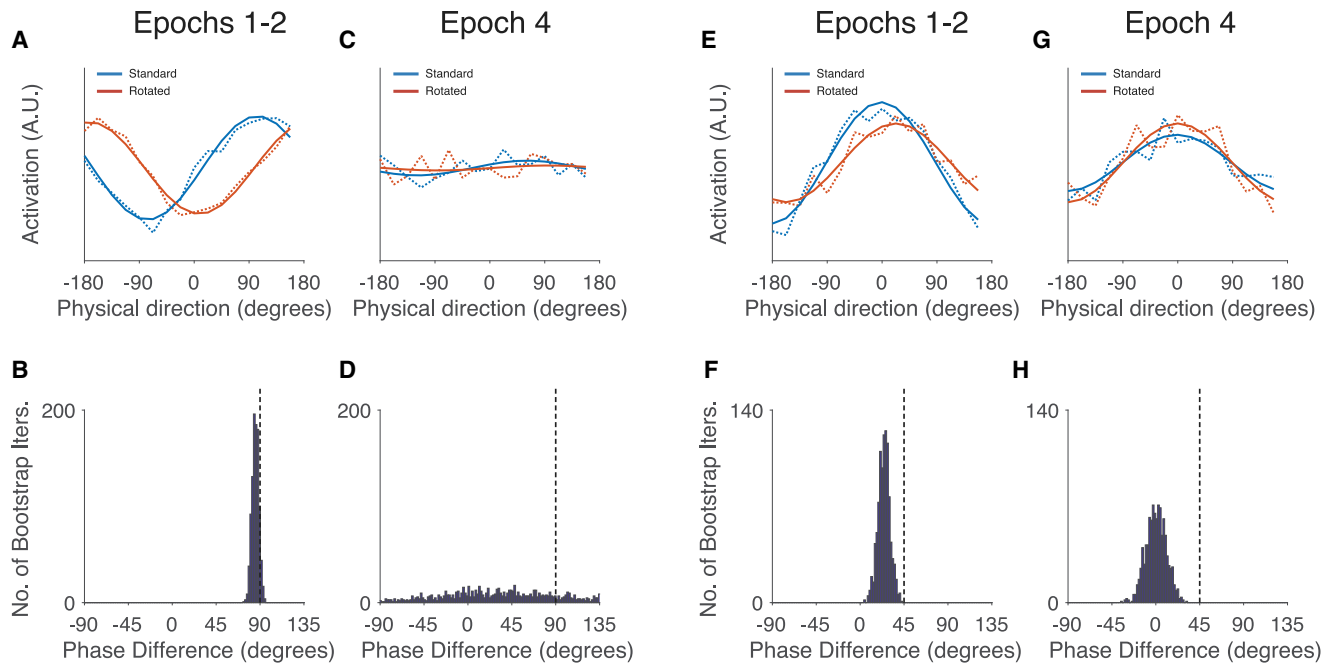 Epochs 1-2
Epoch 4
Epochs 1-2
Epoch 4
A
C
E
G
Standard
Rotated
Standard
Rotated
Standard
Rotated
Standard
Rotated
Activation (A.U.)
Activation (A.U.)
-180 -90 0 90 180
-180 -90 0 90 180
-180 -90 0 90 180
-180 -90 0 90 180
Physical direction (degrees)
Physical direction (degrees)
Physical direction (degrees)
Physical direction (degrees)
B
D
F
H
200
0
200
0
140
0
140
0
No. of Bootstrap Iters.
No. of Bootstrap Iters.
-90 -45 0 45 90 135
-90 -45 0 45 90 135
-90 -45 0 45 90 135
-90 -45 0 45 90 135
Phase Difference (degrees)
Phase Difference (degrees)
Phase Difference (degrees)
Phase Difference (degrees)